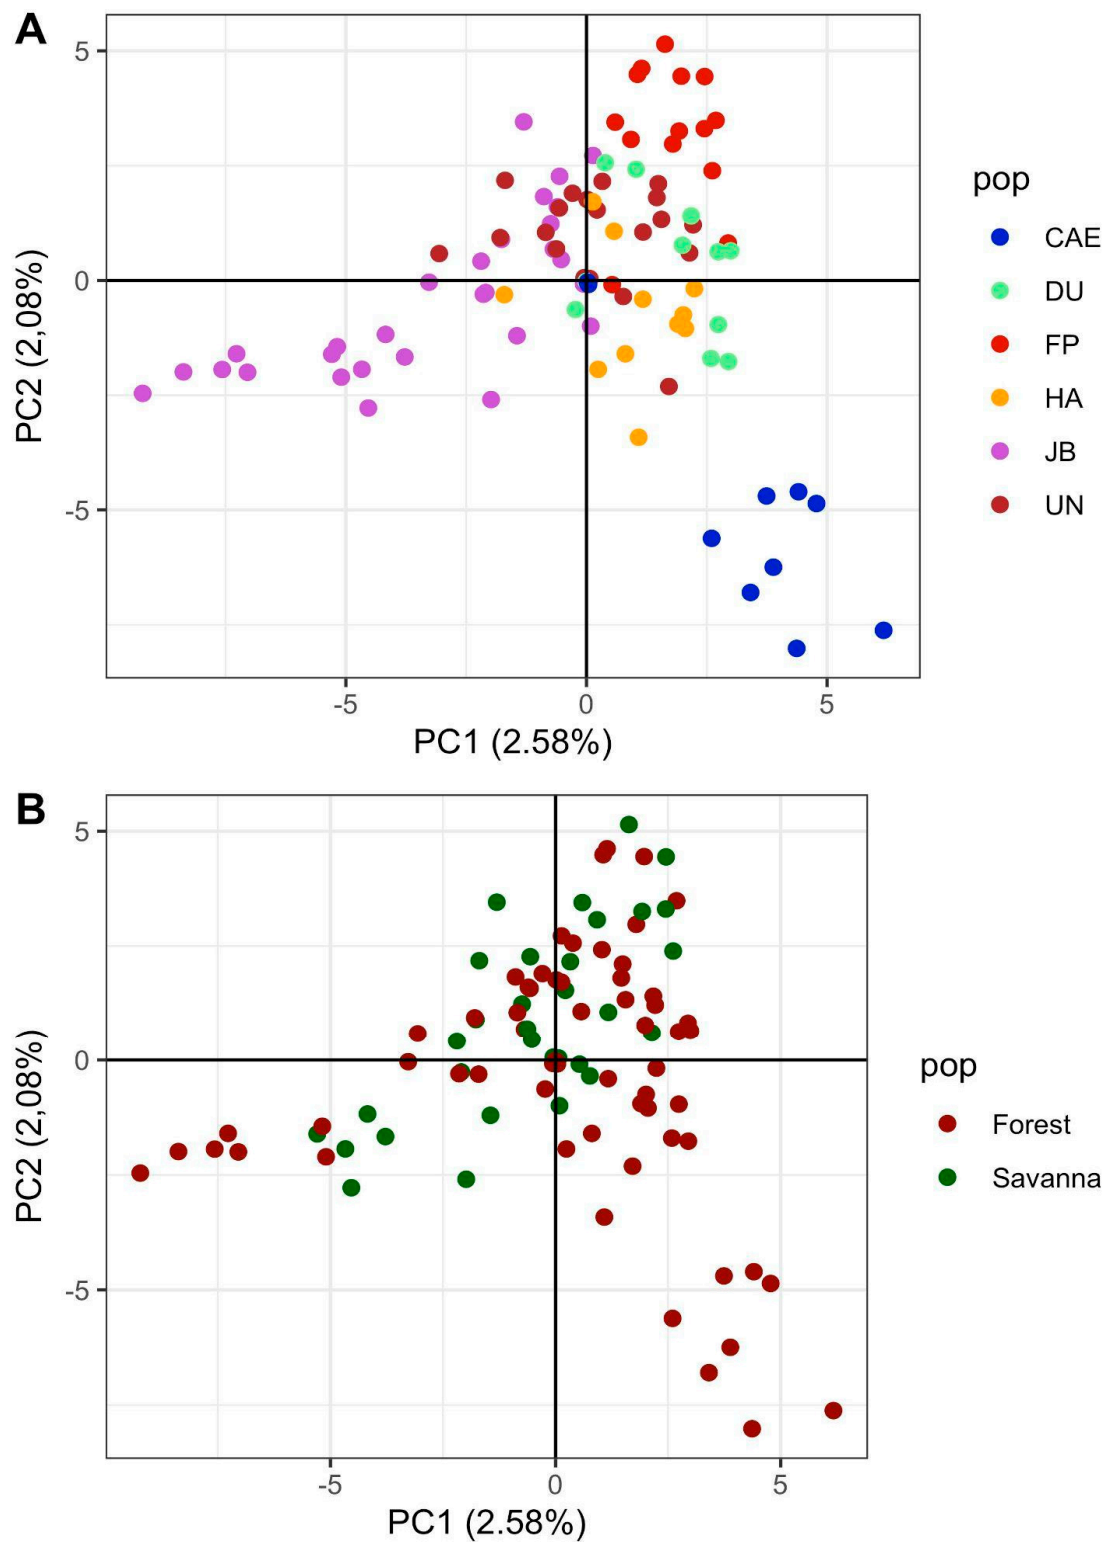 A
5
0
-5
PC2 (2,08%)
-5
0
5
PC1 (2.58%)
pop
CAE
DU
FP
HA
JB
UN
B
5
0
-5
PC2 (2,08%)
-5
0
5
PC1 (2.58%)
pop
Forest
Savanna